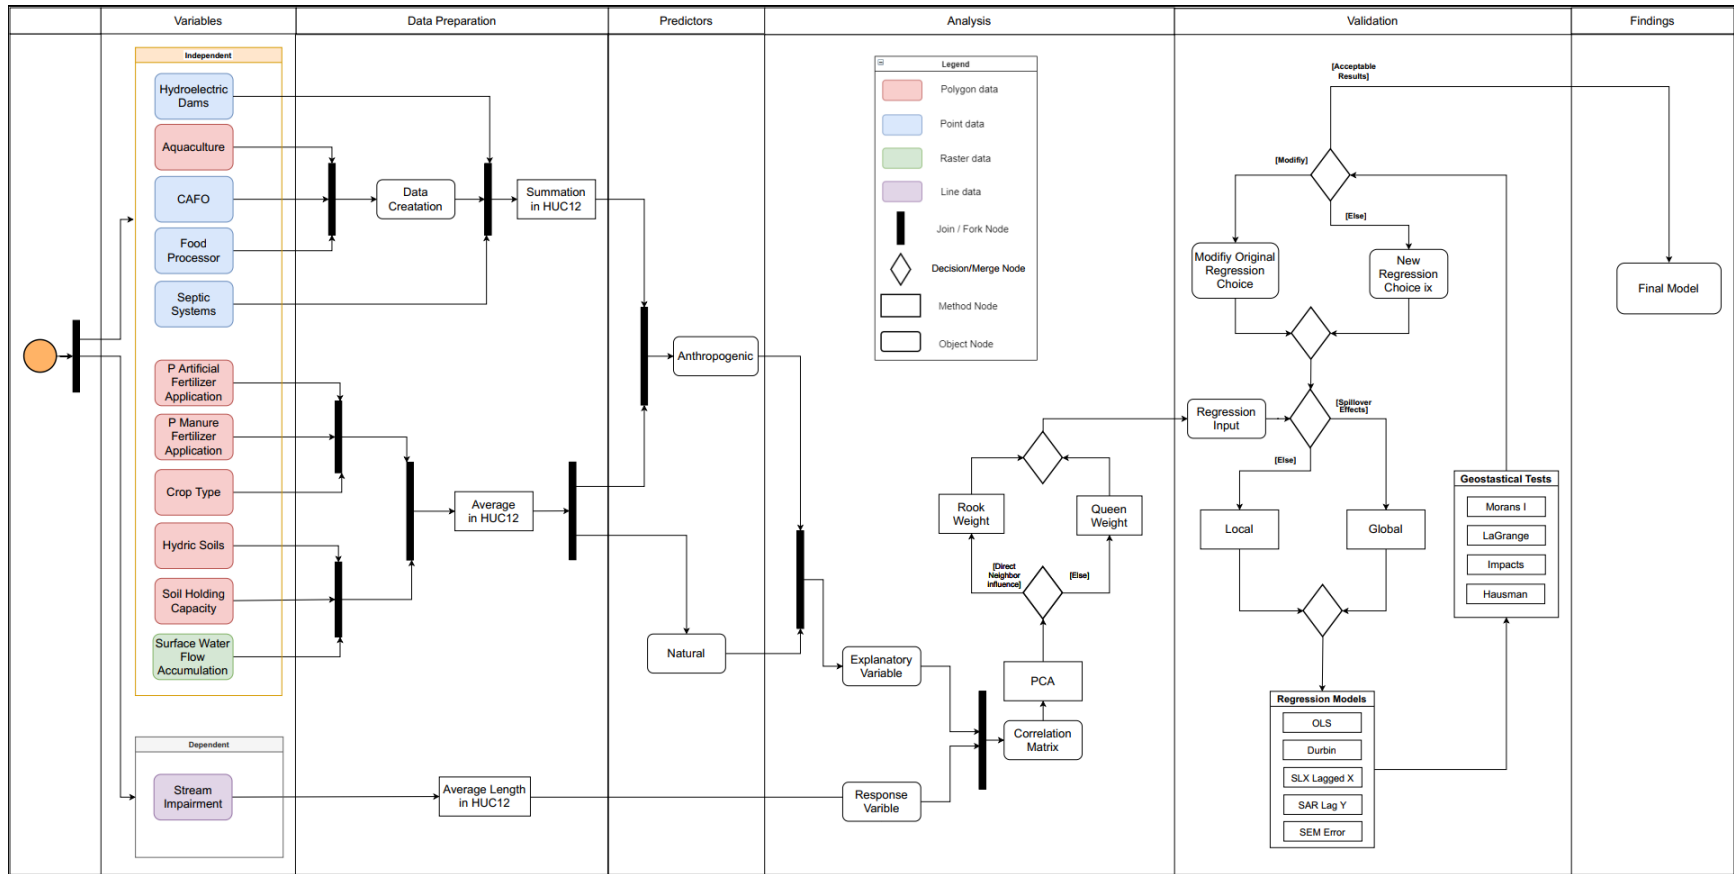 Variables
Data Preparation
Predictors
Analysis
Validation
Findings
Independent
Hydroelectric
Dams
Aquaculture
CAFO
Food
Processor
Septic
Systems
P Artificial
Fertilizer
Application
P Manure
Fertilizer
Application
Crop Type
Hydric Soils
Soil Holding
Capacity
Surface Water
Flow
Accumulation
Dependent
Stream
Impairment
Data
Creatation
Summation
in HUC12
Average
in HUC12
Average Length
in HUC12
Anthropogenic
Natural
Legend
Polygon data
Point data
Raster data
Line data
Join / Fork Node
Decision/Merge Node
Method Node
Object Node
Rook
Weight
Queen
Weight
[Direct
Neighbor
influence]
[Else]
PCA
Explanatory
Variable
Correlation
Matrix
Response
Varible
[Acceptable
Results]
[Modifiy]
[Else]
Modifiy Original
Regression
Choice
New
Regression
Choice ix
Regression
Input
[Spillover
Effects]
[Else]
Local
Global
Geostastical Tests
Morans I
LaGrange
Impacts
Hausman
Regression Models
OLS
Durbin
SLX Lagged X
SAR Lag Y
SEM Error
Final Model